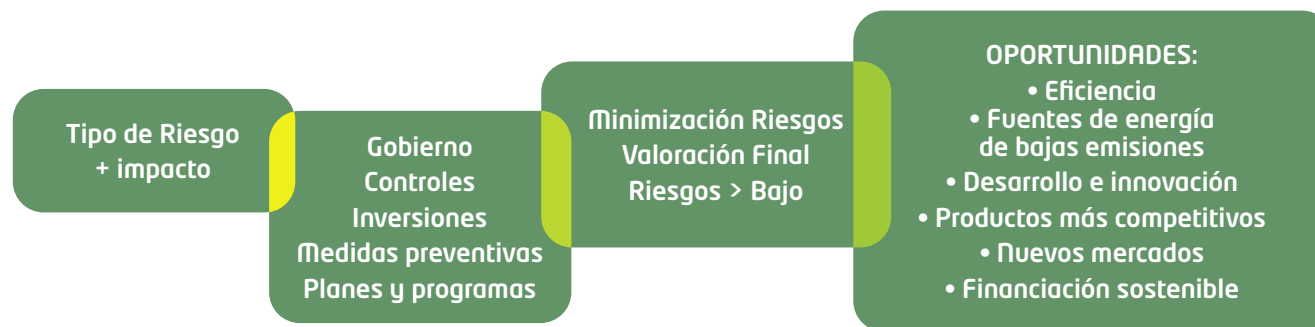 Tipo de Riesgo
+ impacto
Gobierno
Controles
Inversiones
Medidas preventivas
Planes y programas
Minimización Riesgos
Valoración Final
Riesgos > Bajo
OPORTUNIDADES:
• Eficiencia
• Fuentes de energía
de bajas emisiones
• Desarrollo e innovación
• Productos más competitivos
• Nuevos mercados
• Financiación sostenible